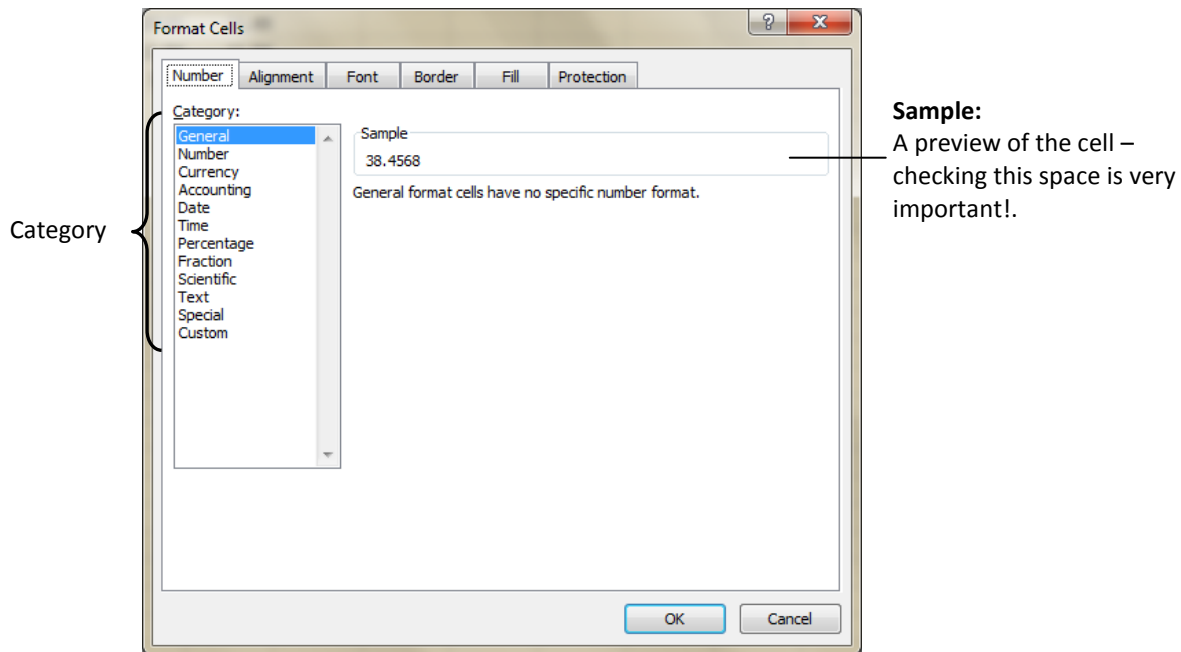 Format Cells
Number Alignment Font Border Fill Protection
Category:
General
Number
Currency
Accounting
Date
Time
Percentage
Fraction
Scientific
Text
Special
Custom
Sample
38.4568
General format cells have no specific number format.
OK Cancel
Category
Sample:
A preview of the cell –
checking this space is very
important!.